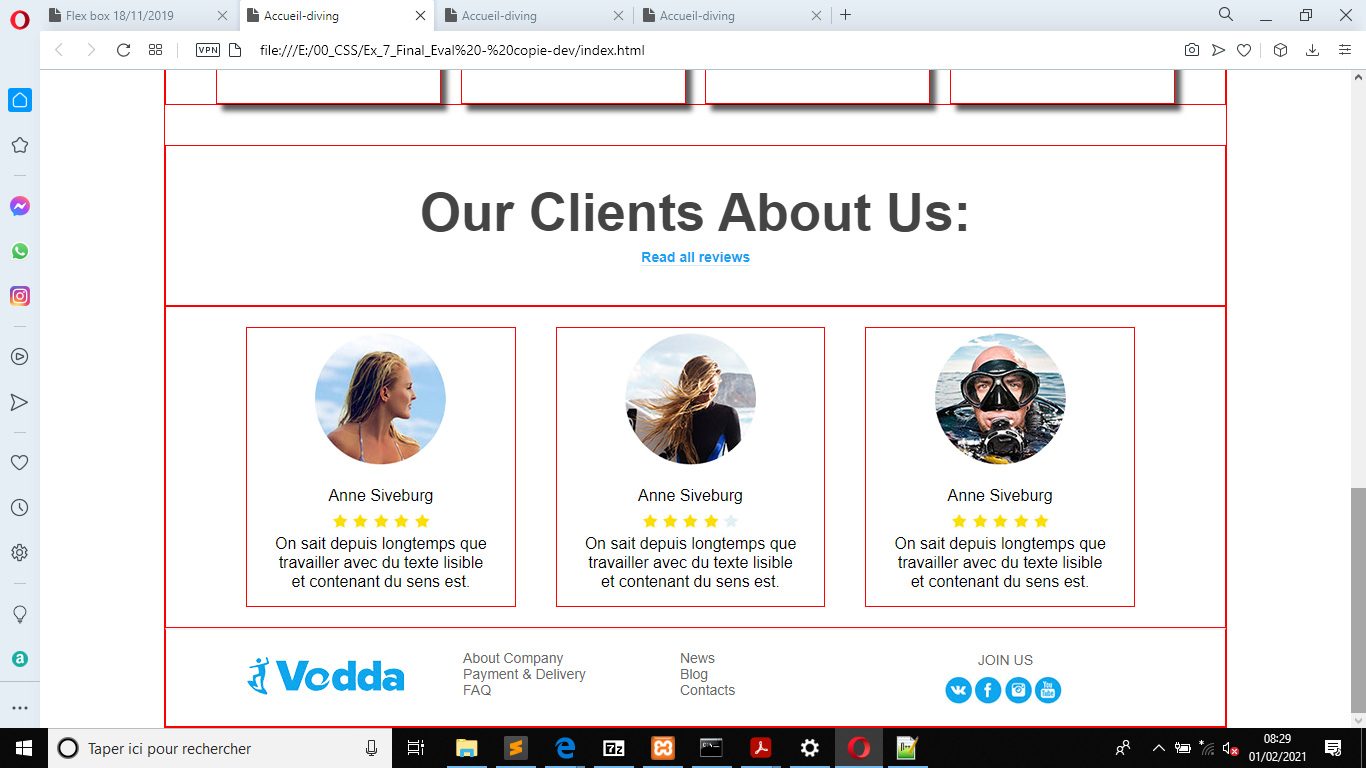 Flex box 18/11/2019
Accueil-diving
Accueil-diving
Accueil-diving
VPN
file:///E:/00_CSS/Ex_7_Final_Eval%20-%20copie-dev/index.html
Our Clients About Us:
Read all reviews
Anne Siveburg
On sait depuis longtemps que
travailler avec du texte lisible
et contenant du sens est.
Anne Siveburg
On sait depuis longtemps que
travailler avec du texte lisible
et contenant du sens est.
Anne Siveburg
On sait depuis longtemps que
travailler avec du texte lisible
et contenant du sens est.
Vodda
About Company
Payment & Delivery
FAQ
News
Blog
Contacts
JOIN US
You Tube
Taper ici pour rechercher
7z
08:29
01/02/2021